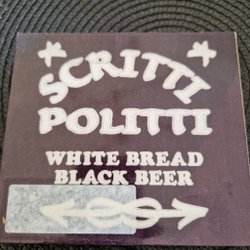 SCRITTI
POLITTI
WHITE BREAD
BLACK BEER